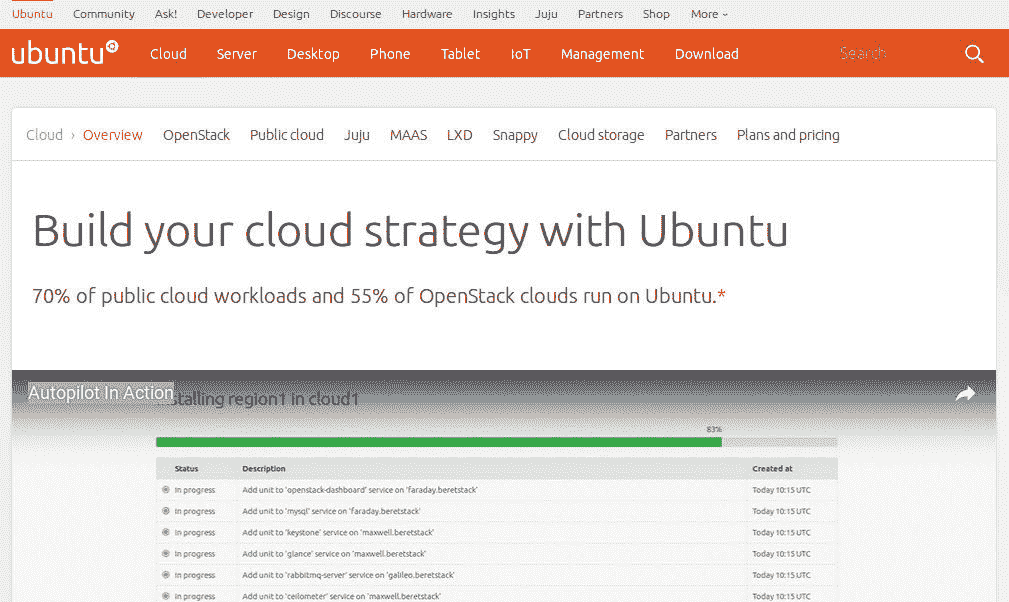 Ubuntu Community Ask! Developer Design Discourse Hardware Insights Juju Partners Shop More
ubuntu Cloud Server Desktop Phone Tablet IoT Management Download Search
Cloud › Overview OpenStack Public cloud Juju MAAS LXD Snappy Cloud storage Partners Plans and pricing
Build your cloud strategy with Ubuntu
70% of public cloud workloads and 55% of OpenStack clouds run on Ubuntu.*
Autopilot In Action
region1 in cloud1
83%
Status Description Created at
In progress Add unit to 'openstack-dashboard' service on 'faraday.beretstack' Today 10:15 UTC
In progress Add unit to 'mysql' service on 'faraday.beretstack' Today 10:15 UTC
In progress Add unit to 'keystone' service on 'maxwell.beretstack' Today 10:15 UTC
In progress Add unit to 'glance' service on 'maxwell.beretstack' Today 10:15 UTC
In progress Add unit to 'rabbitmq-server' service on 'galileo.beretstack' Today 10:15 UTC
In progress Add unit to 'ceilometer' service on 'maxwell.beretstack' Today 10:15 UTC